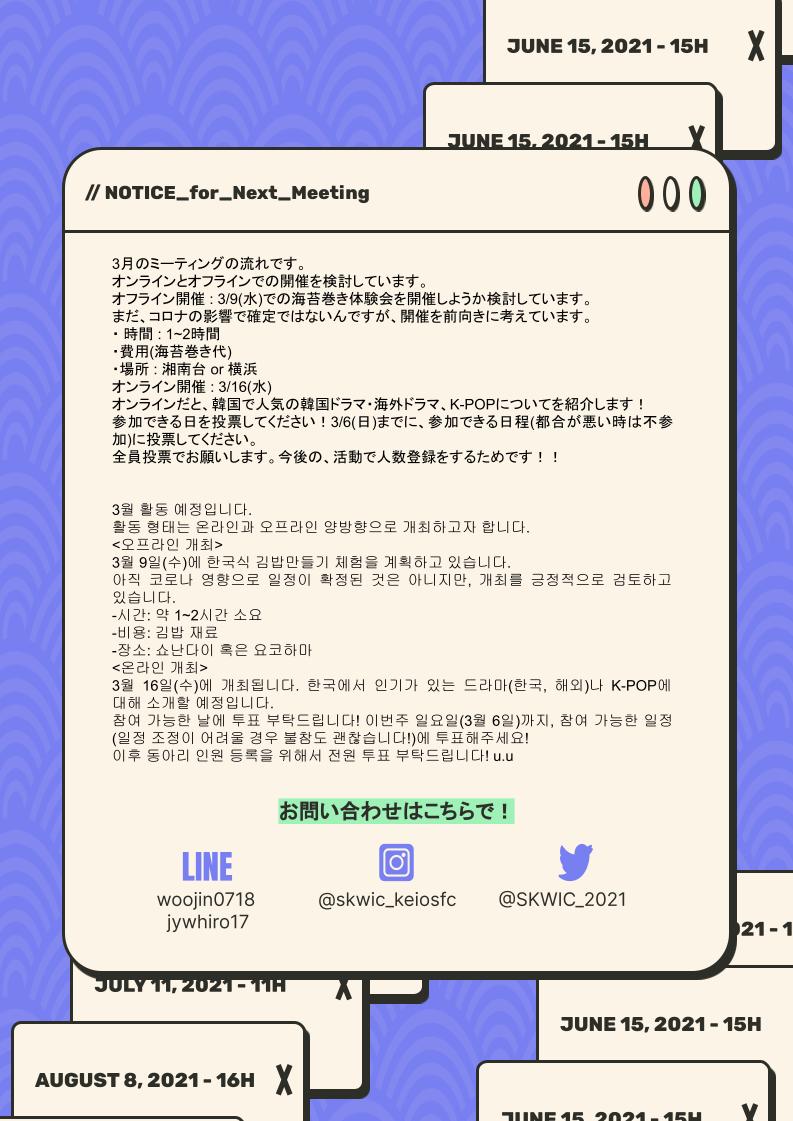 JUNE 15, 2021 - 15H X
JUNE 15, 2021 - 15H X
// NOTICE_for_Next_Meeting
3月のミーティングの流れです。
オンラインとオフラインでの開催を検討しています。
オフライン開催 : 3/9(水)での海苔巻き体験会を開催しようか検討しています。
まだ、コロナの影響で確定ではないんですが、開催を前向きに考えています。
・ 時間 : 1~2時間
・費用(海苔巻き代)
・場所 : 湘南台 or 横浜
オンライン開催 : 3/16(水)
オンラインだと、韓国で人気の韓国ドラマ・海外ドラマ、K-POPについてを紹介します！
参加できる日を投票してください！3/6(日)までに、参加できる日程(都合が悪い時は不参
加)に投票してください。
全員投票でお願いします。今後の、活動で人数登録をするためです！！
3월 활동 예정입니다.
활동 형태는 온라인과 오프라인 양방향으로 개최하고자 합니다.
<오프라인 개최>
3월 9일(수)에 한국식 김밥만들기 체험을 계획하고 있습니다.
아직 코로나 영향으로 일정이 확정된 것은 아니지만, 개최를 긍정적으로 검토하고
있습니다.
-시간: 약 1~2시간 소요
-비용: 김밥 재료
-장소: 쇼난다이 혹은 요코하마
<온라인 개최>
3월 16일(수)에 개최됩니다. 한국에서 인기가 있는 드라마(한국, 해외)나 K-POP에
대해 소개할 예정입니다.
참여 가능한 날에 투표 부탁드립니다! 이번주 일요일(3월 6일)까지, 참여 가능한 일정
(일정 조정이 어려울 경우 불참도 괜찮습니다!)에 투표해주세요!
이후 동아리 인원 등록을 위해서 전원 투표 부탁드립니다! u.u
お問い合わせはこちらで！
LINE
woojin0718
jywhiro17
@skwic_keiosfc
@SKWIC_2021
021 - 1
JULY 11, 2021 - 11H X
JUNE 15, 2021 - 15H
AUGUST 8, 2021 - 16H X
JUNE 15, 2021 - 15H X